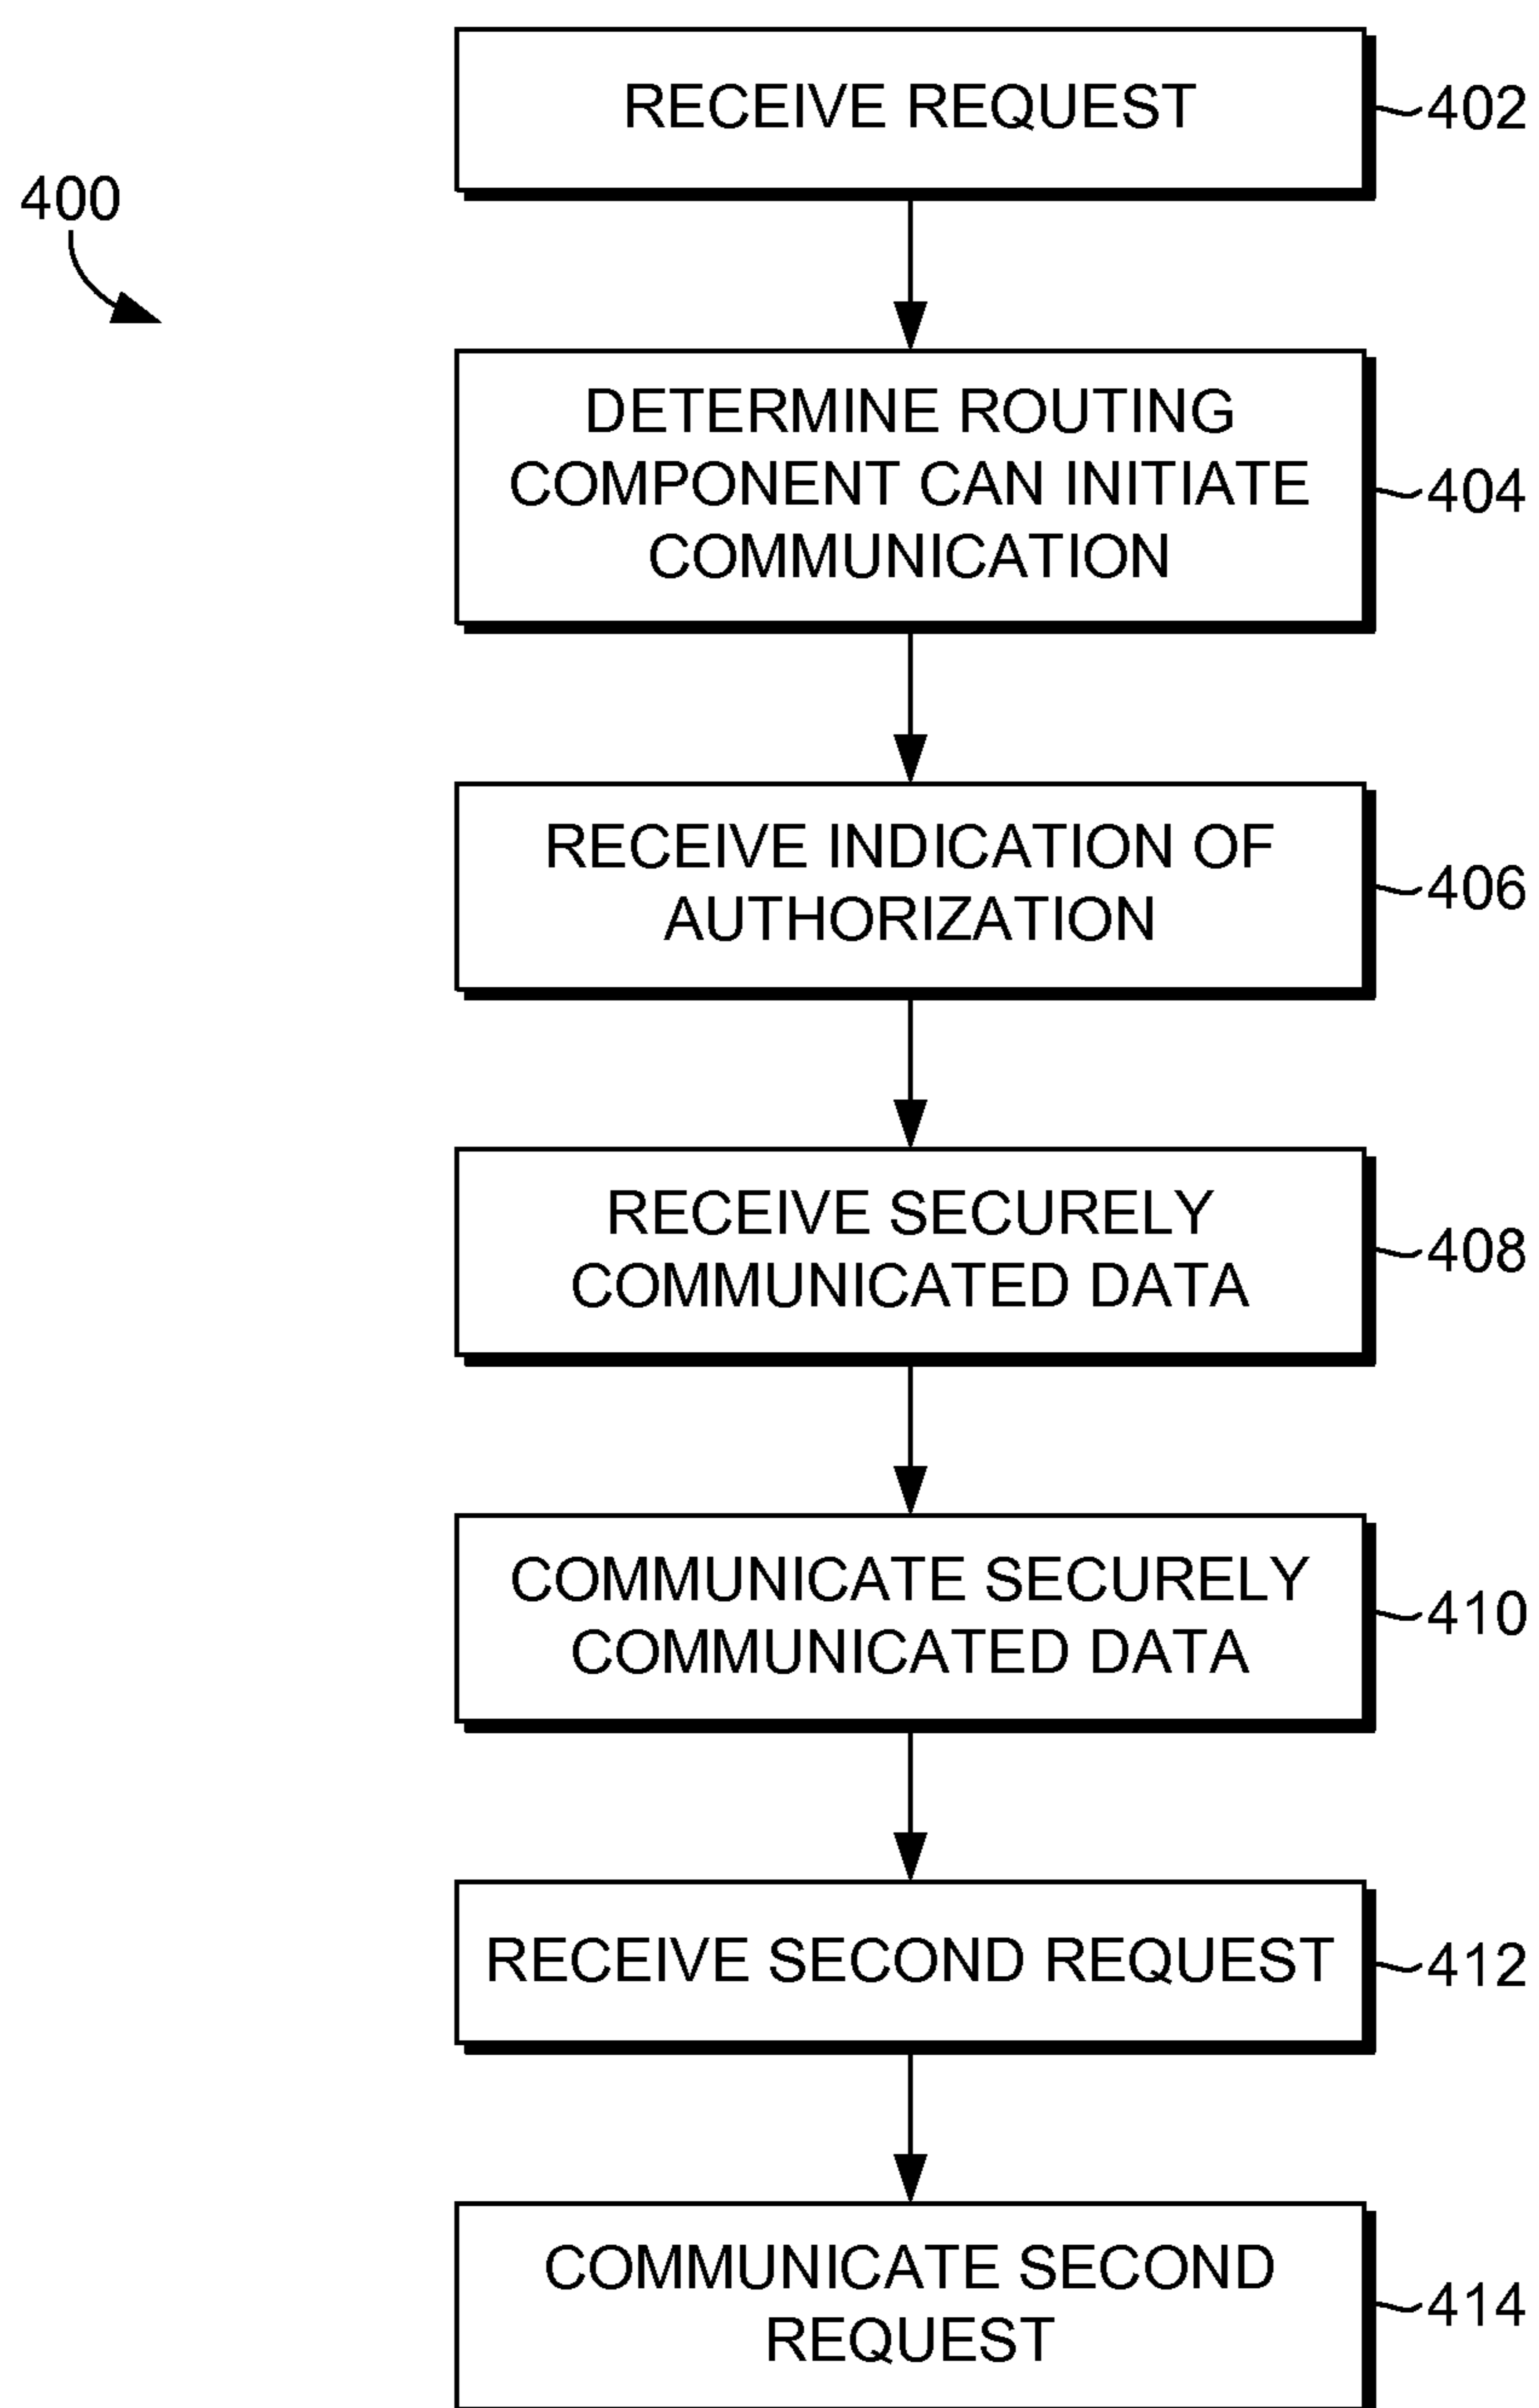 RECEIVE REQUEST
402
400
DETERMINE ROUTING
COMPONENT CAN INITIATE
COMMUNICATION
404
RECEIVE INDICATION OF
AUTHORIZATION
406
RECEIVE SECURELY
COMMUNICATED DATA
408
COMMUNICATE SECURELY
COMMUNICATED DATA
410
RECEIVE SECOND REQUEST
412
COMMUNICATE SECOND
REQUEST
414